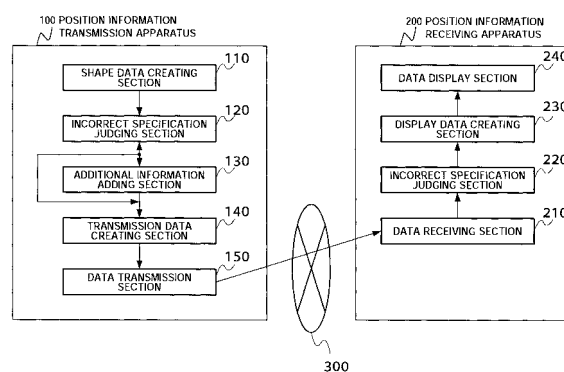 100 POSITION INFORMATION
TRANSMISSION APPARATUS
SHAPE DATA CREATING
SECTION
110
INCORRECT SPECIFICATION
JUDGING SECTION
120
ADDITIONAL INFORMATION
ADDING SECTION
130
TRANSMISSION DATA
CREATING SECTION
140
DATA TRANSMISSION
SECTION
150
300
200 POSITION INFORMATION
RECEIVING APPARATUS
DATA DISPLAY SECTION
240
DISPLAY DATA CREATING
SECTION
230
INCORRECT SPECIFICATION
JUDGING SECTION
220
DATA RECEIVING SECTION
210